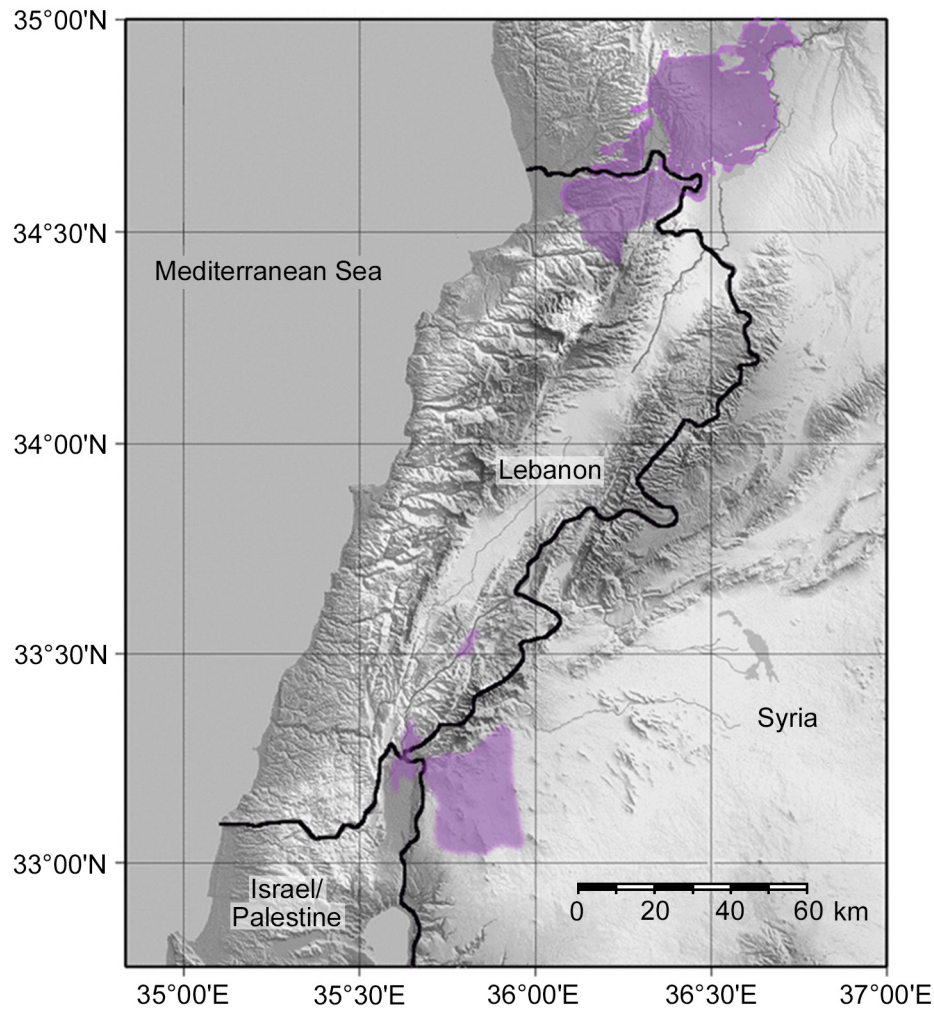 35°00'N
34°30'N
Mediterranean Sea
34°00'N
Lebanon
33°30'N
Syria
33°00'N
Israel/
Palestine
0 20 40 60 km
35°00'E 35°30'E 36°00'E 36°30'E 37°00'E